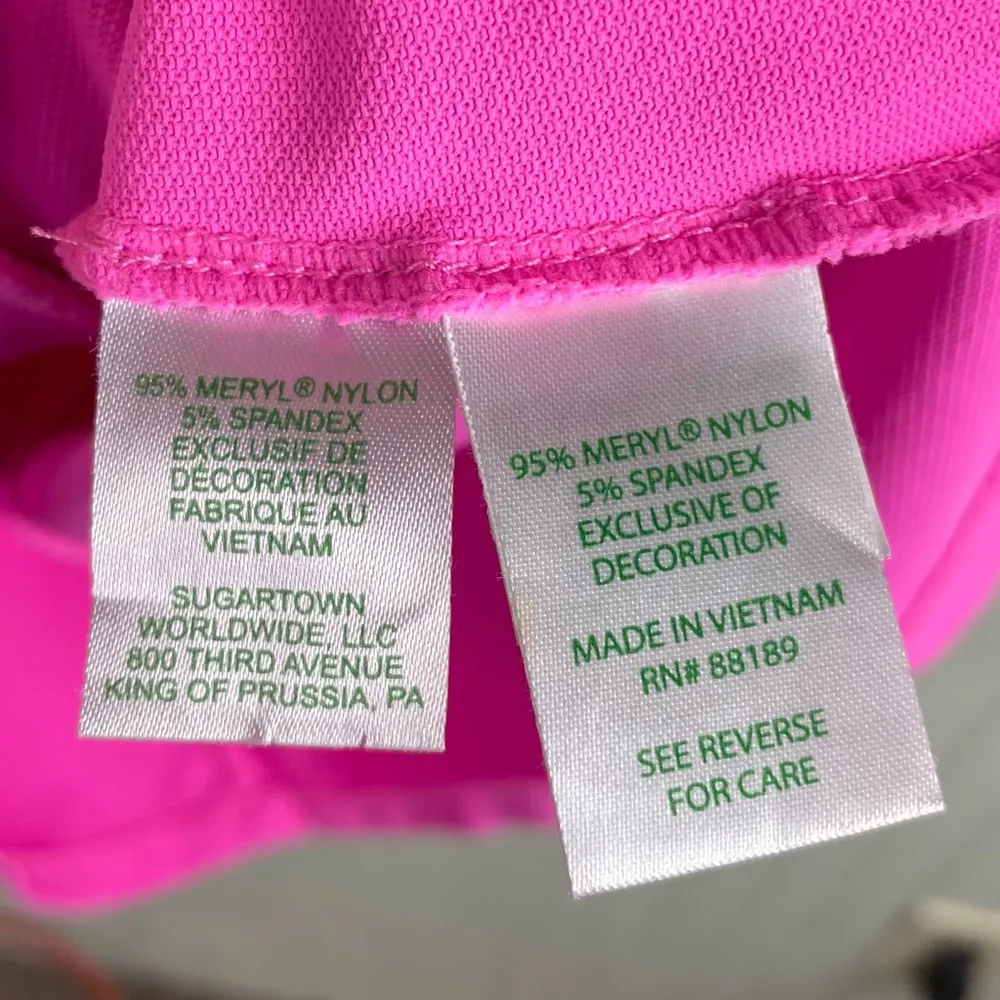 95% MERYL® NYLON
5% SPANDEX
EXCLUSIF DE
DÉCORATION
FABRIQUE AU
VIETNAM
SUGARTOWN
WORLDWIDE, LLC
800 THIRD AVENUE
KING OF PRUSSIA, PA
95% MERYL® NYLON
5% SPANDEX
EXCLUSIVE OF
DECORATION
MADE IN VIETNAM
RN# 88189
SEE REVERSE
FOR CARE